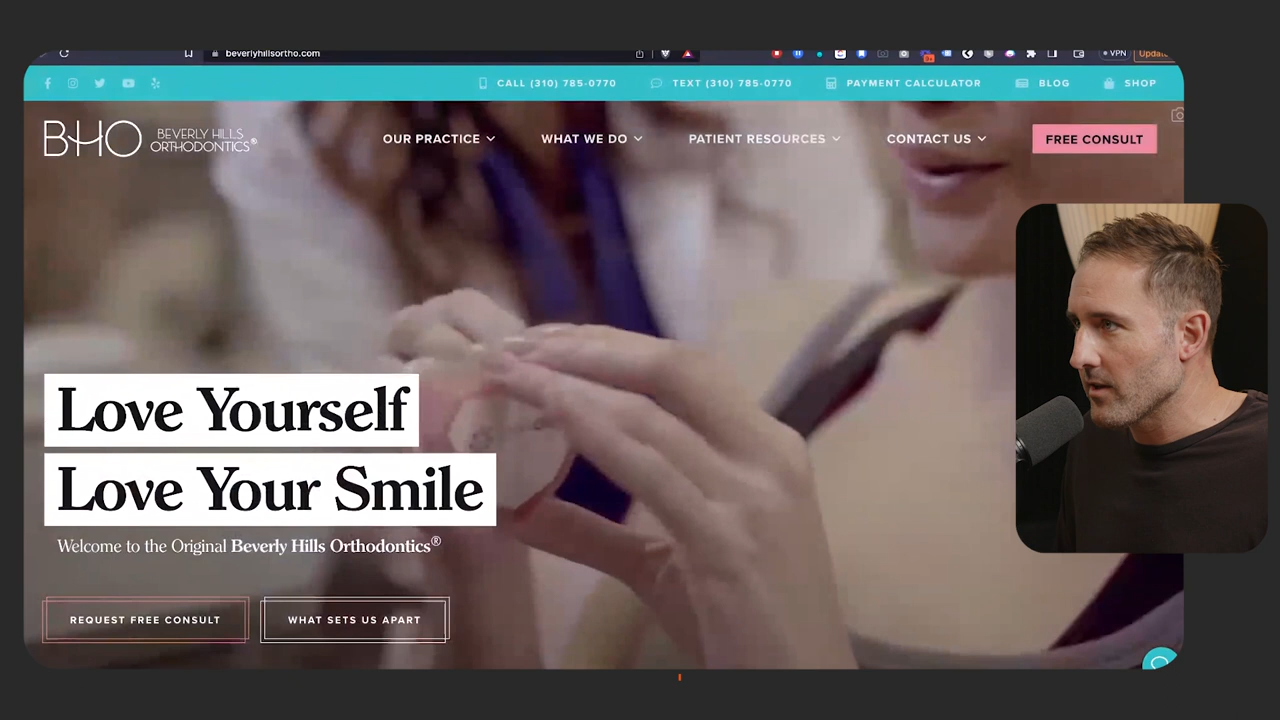 beverlyhillsortho.com
VPN
CALL (310) 785-0770 TEXT (310) 785-0770 PAYMENT CALCULATOR BLOG SHOP
BHO BEVERLY HILLS
ORTHODONTICS®
OUR PRACTICE WHAT WE DO PATIENT RESOURCES CONTACT US FREE CONSULT
Love Yourself
Love Your Smile
Welcome to the Original Beverly Hills Orthodontics®
REQUEST FREE CONSULT WHAT SETS US APART